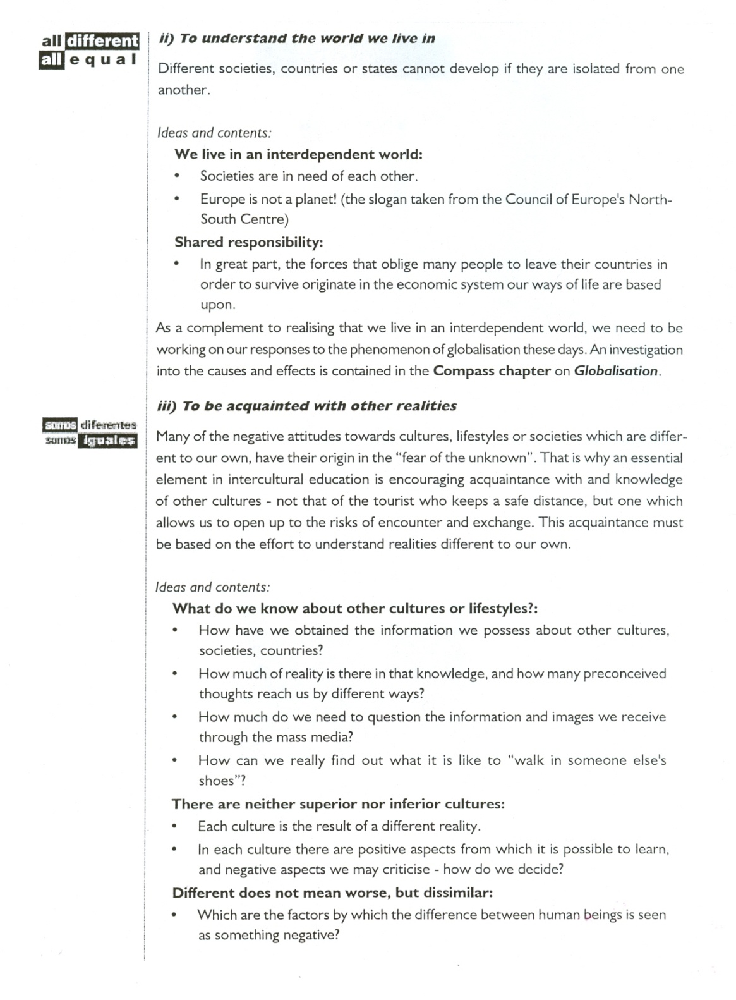 all different
all equal
ii) To understand the world we live in
Different societies, countries or states cannot develop if they are isolated from one
another.
Ideas and contents:
We live in an interdependent world:
• Societies are in need of each other.
• Europe is not a planet! (the slogan taken from the Council of Europe's North-
South Centre)
Shared responsibility:
• In great part, the forces that oblige many people to leave their countries in
order to survive originate in the economic system our ways of life are based
upon.
As a complement to realising that we live in an interdependent world, we need to be
working on our responses to the phenomenon of globalisation these days. An investigation
into the causes and effects is contained in the Compass chapter on Globalisation.
iii) To be acquainted with other realities
somos diferentes
somos iguales
Many of the negative attitudes towards cultures, lifestyles or societies which are differ-
ent to our own, have their origin in the “fear of the unknown”. That is why an essential
element in intercultural education is encouraging acquaintance with and knowledge
of other cultures - not that of the tourist who keeps a safe distance, but one which
allows us to open up to the risks of encounter and exchange. This acquaintance must
be based on the effort to understand realities different to our own.
Ideas and contents:
What do we know about other cultures or lifestyles?:
• How have we obtained the information we possess about other cultures,
societies, countries?
• How much of reality is there in that knowledge, and how many preconceived
thoughts reach us by different ways?
• How much do we need to question the information and images we receive
through the mass media?
• How can we really find out what it is like to “walk in someone else's
shoes”?
There are neither superior nor inferior cultures:
• Each culture is the result of a different reality.
• In each culture there are positive aspects from which it is possible to learn,
and negative aspects we may criticise - how do we decide?
Different does not mean worse, but dissimilar:
• Which are the factors by which the difference between human beings is seen
as something negative?